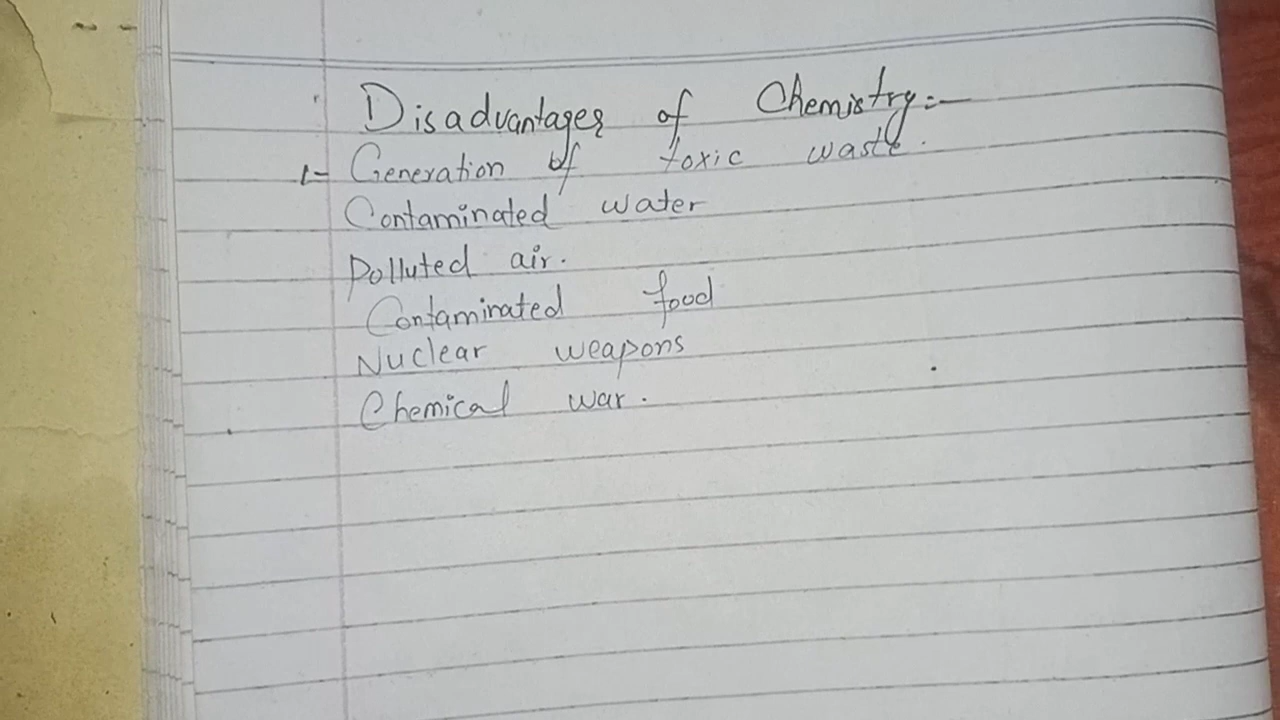 Disadvantages of Chemistry:-
1- Generation of toxic waste.
Contaminated water
Polluted air.
Contaminated food
Nuclear weapons
Chemical war.